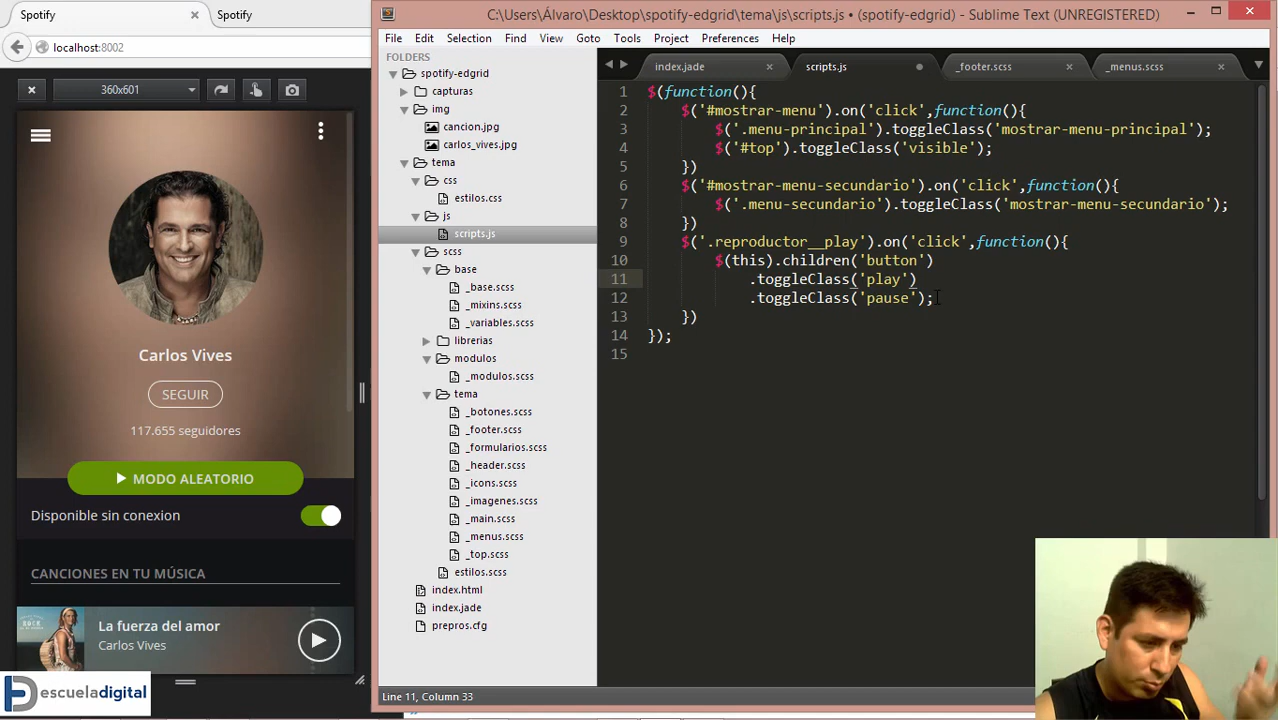 Spotify
Spotify
localhost:8002
360x601
Carlos Vives
SEGUIR
117.655 seguidores
MODO ALEATORIO
Disponible sin conexion
CANCIONES EN TU MÚSICA
La fuerza del amor
Carlos Vives
escueladigital
C:\Users\Álvaro\Desktop\spotify-edgrid\tema\js\scripts.js • (spotify-edgrid) - Sublime Text (UNREGISTERED)
File Edit Selection Find View Goto Tools Project Preferences Help
FOLDERS
spotify-edgrid
capturas
img
cancion.jpg
carlos_vives.jpg
tema
css
estilos.css
js
scripts.js
scss
base
_base.scss
_mixins.scss
_variables.scss
librerias
modulos
_modulos.scss
tema
_botones.scss
_footer.scss
_formularios.scss
_header.scss
_icons.scss
_imagenes.scss
_main.scss
_menus.scss
_top.scss
estilos.scss
index.html
index.jade
prepros.cfg
index.jade scripts.js _footer.scss _menus.scss
1 $(function(){
2 $('#mostrar-menu').on('click',function(){
3 $('.menu-principal').toggleClass('mostrar-menu-principal');
4 $('#top').toggleClass('visible');
5 })
6 $('#mostrar-menu-secundario').on('click',function(){
7 $('.menu-secundario').toggleClass('mostrar-menu-secundario');
8 })
9 $('.reproductor__play').on('click',function(){
10 $(this).children('button')
11 .toggleClass('play')
12 .toggleClass('pause');
13 })
14 });
15
Line 11, Column 33